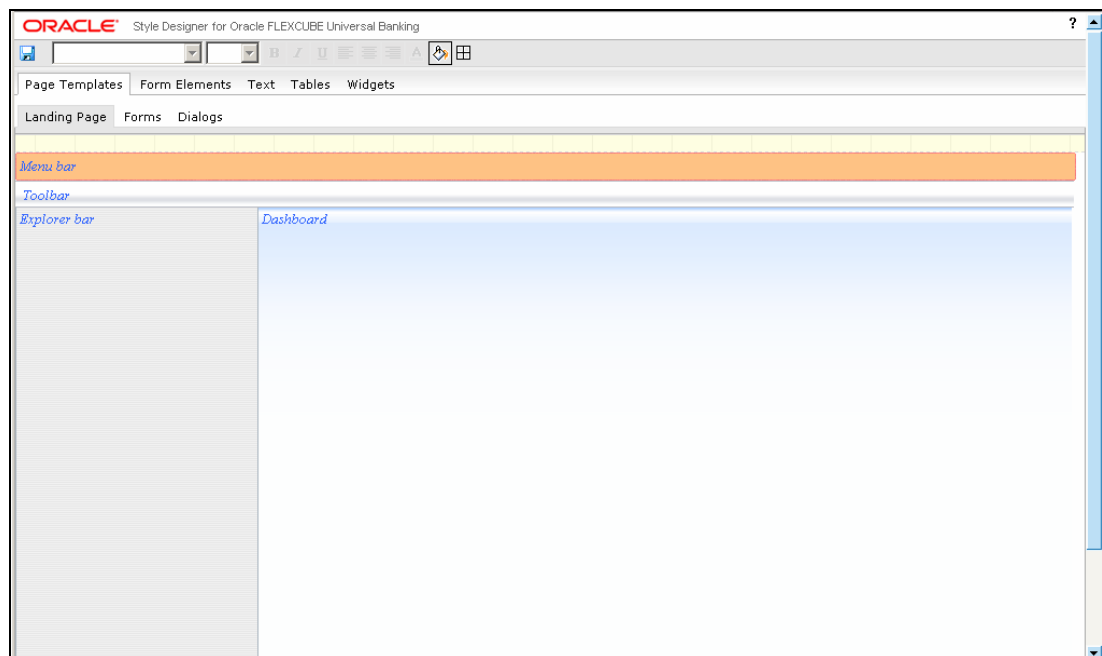 ORACLE® Style Designer for Oracle FLEXCUBE Universal Banking ?
B I U A
Page Templates Form Elements Text Tables Widgets
Landing Page Forms Dialogs
Menu bar
Toolbar
Explorer bar Dashboard